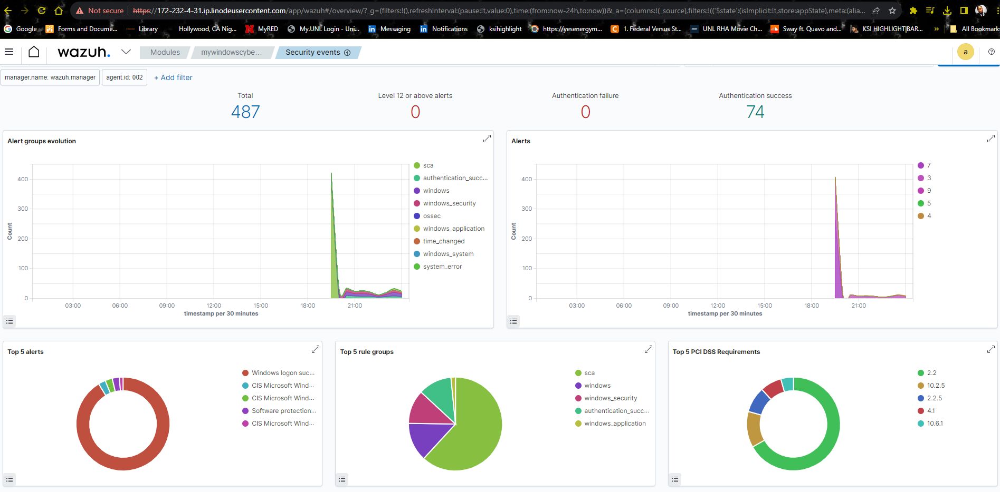 Not secure
https://172-232-4-31.ip.linodeusercontent.com/app/wazuh#/overview/?_g=(filters:!(),refreshInterval:(pause:!t,value:0),time:(from:now-24h,to:now))&_a=(columns:!(_source),filters:!(('$state':(isImplicit:!t,store:appState),meta:(alia...
Google
Forms and Docume...
Library
Hollywood, CA Nig...
MyRED
My.UNL Login - Uni...
Messaging
Notifications
ksihighlight
https://yesenergym...
1. Federal Versus St...
UNL RHA Movie Ch...
Sway ft. Quavo and...
KSI HIGHLIGHT|BAR...
»
All Bookmarks
wazuh.
Modules
mywindowscybe...
Security events
a
manager.name: wazuh.manager
agent.id: 002
+ Add filter
Total
487
Level 12 or above alerts
0
Authentication failure
0
Authentication success
74
Alert groups evolution
Count
400
300
200
100
0
03:00
06:00
09:00
12:00
15:00
18:00
21:00
timestamp per 30 minutes
sca
authentication_succ...
windows
windows_security
ossec
windows_application
time_changed
windows_system
system_error
Alerts
Count
400
300
200
100
0
03:00
06:00
09:00
12:00
15:00
18:00
21:00
timestamp per 30 minutes
7
3
9
5
4
Top 5 alerts
Windows logon suc...
CIS Microsoft Wind...
CIS Microsoft Wind...
Software protection...
CIS Microsoft Wind...
Top 5 rule groups
sca
windows
windows_security
authentication_succ...
windows_application
Top 5 PCI DSS Requirements
2.2
10.2.5
2.2.5
4.1
10.6.1